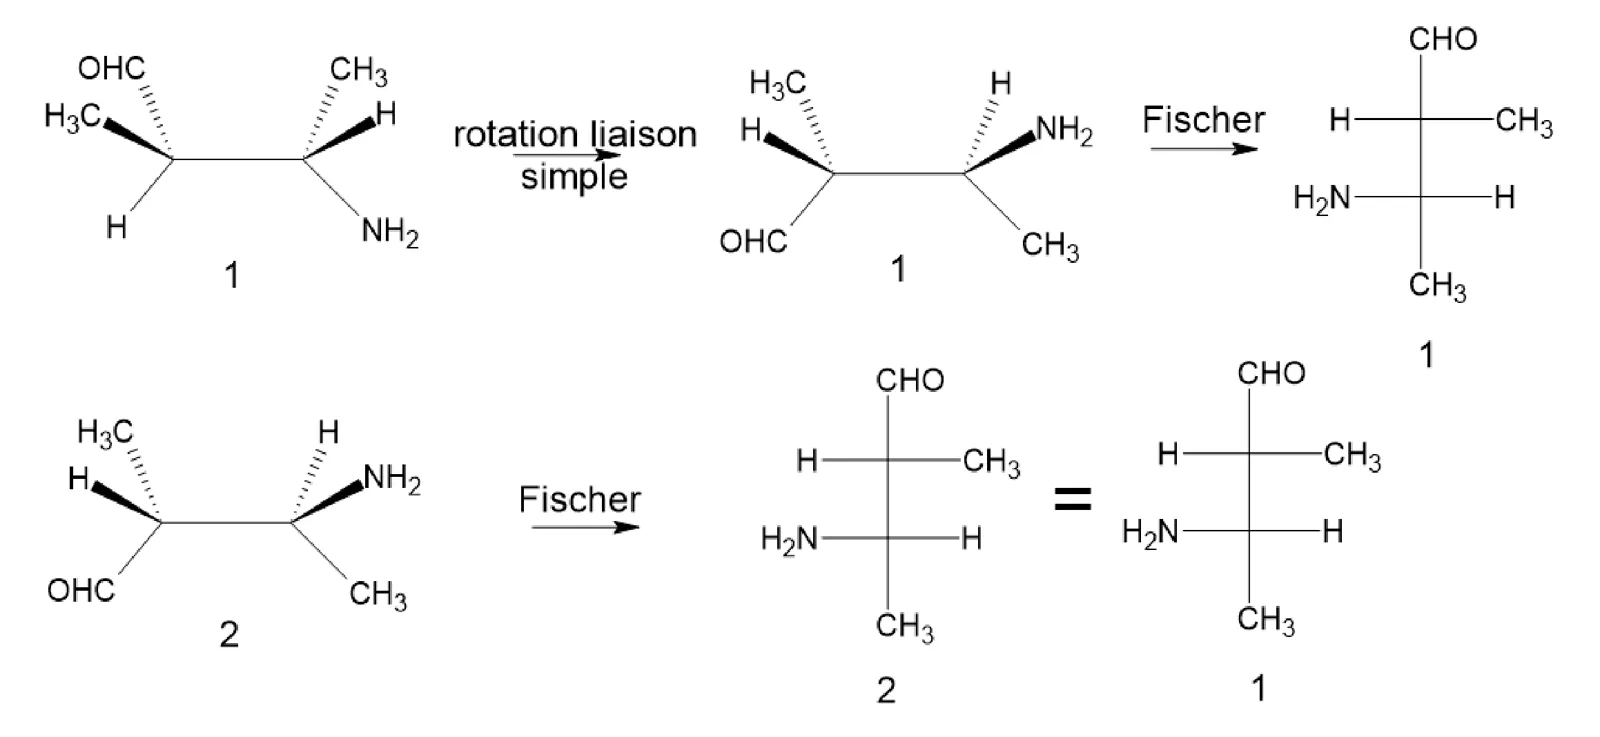 OHC CH3
H3C H
H NH2
1
rotation liaison
simple
H3C H
H NH2
OHC CH3
1
Fischer
CHO
H CH3
H2N H
CH3
1
H3C H
H NH2
OHC CH3
2
Fischer
CHO
H CH3
H2N H
CH3
2
=
CHO
H CH3
H2N H
CH3
1